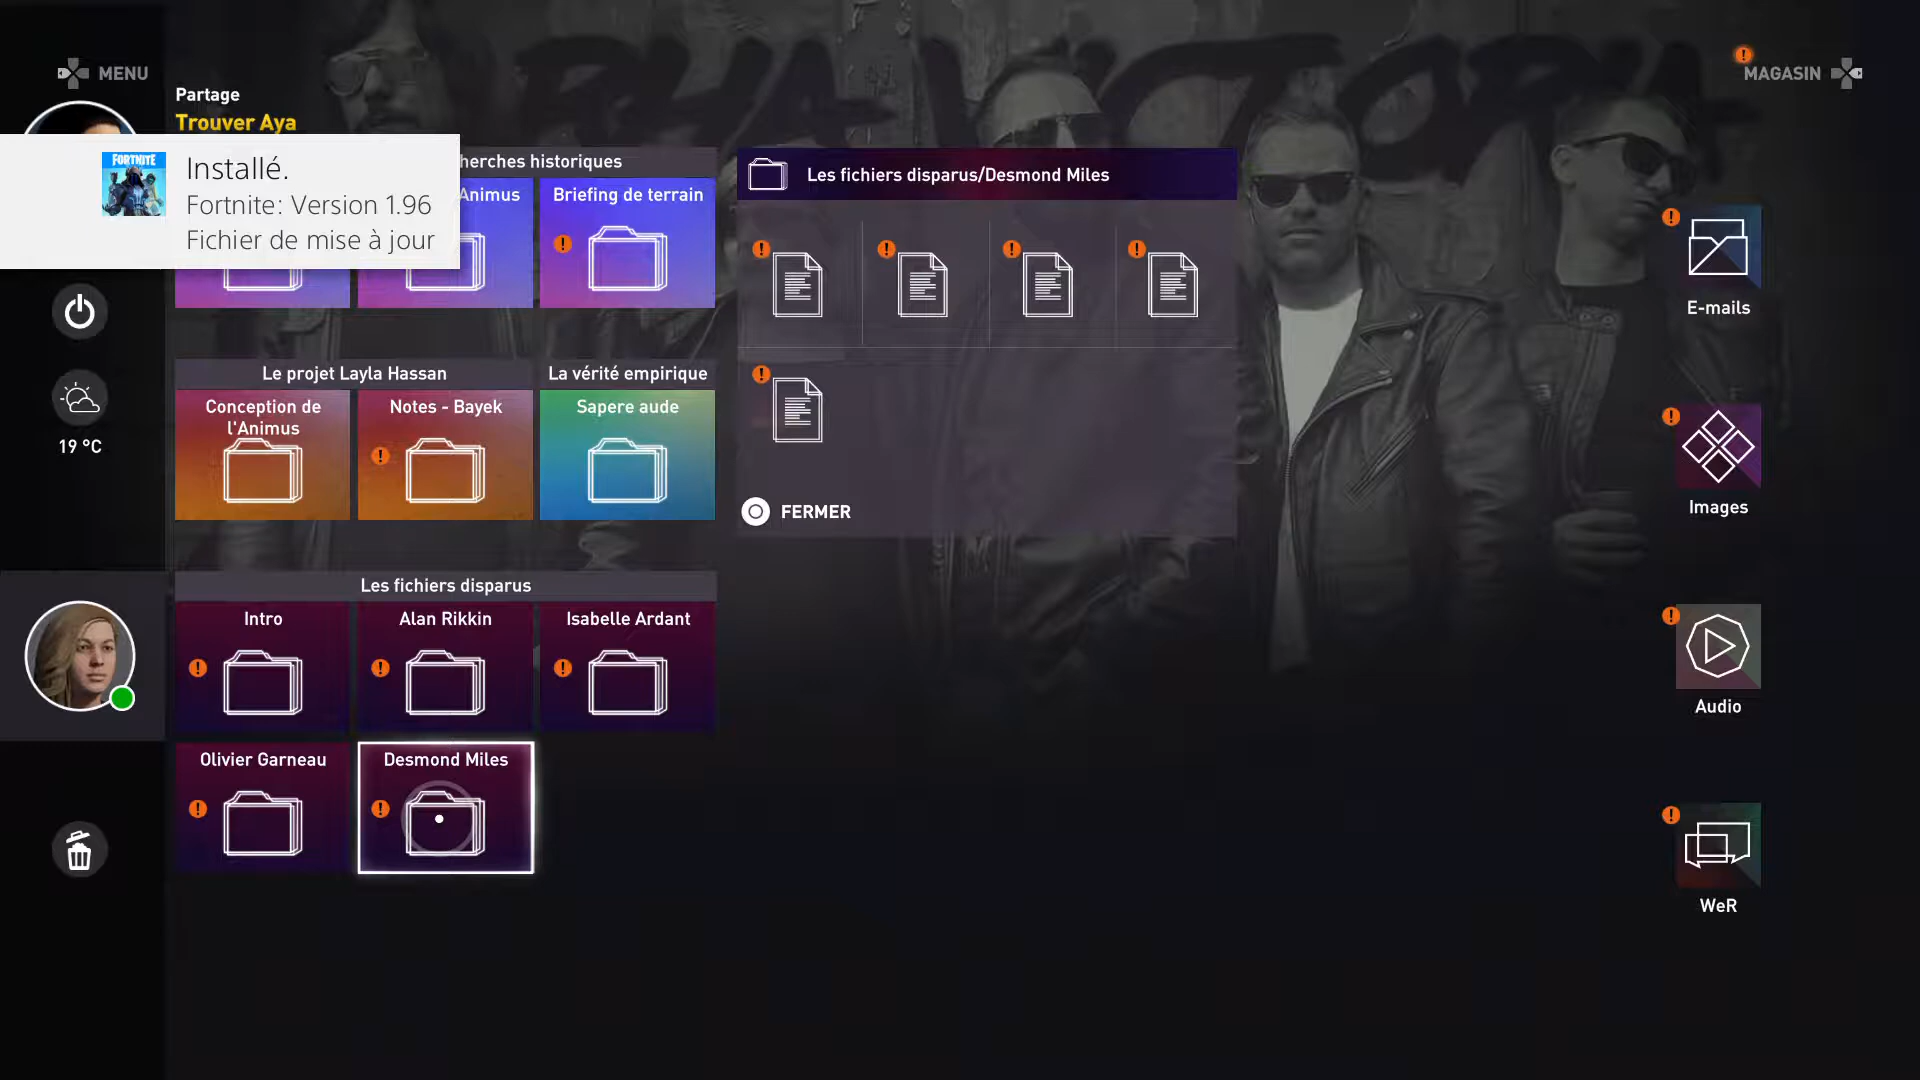 MENU
MAGASIN
Partage
Trouver Aya
FORTNITE
Installé.
Fortnite: Version 1.96
Fichier de mise à jour
herches historiques
Animus
Briefing de terrain
Les fichiers disparus/Desmond Miles
FERMER
19 °C
Le projet Layla Hassan
La vérité empirique
Conception de
l'Animus
Notes - Bayek
Sapere aude
Les fichiers disparus
Intro
Alan Rikkin
Isabelle Ardant
Olivier Garneau
Desmond Miles
E-mails
Images
Audio
WeR